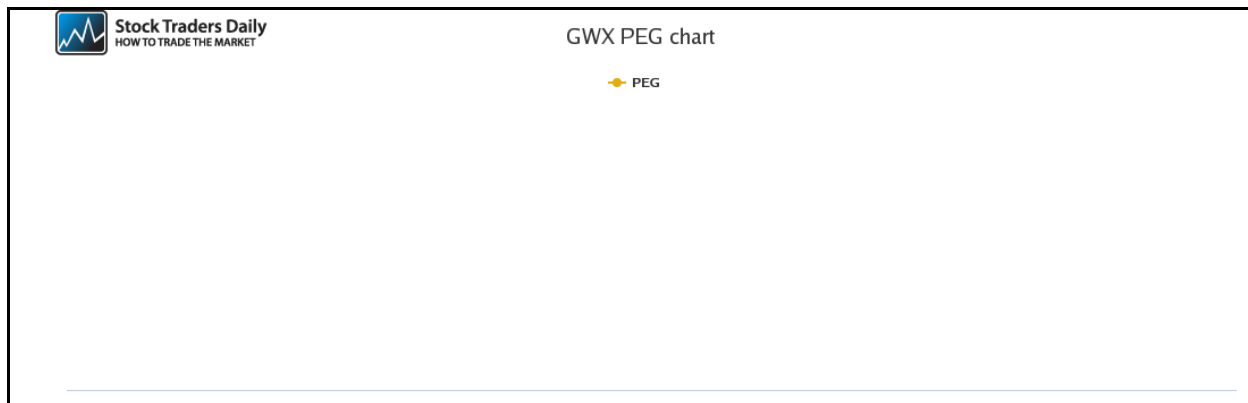 Stock Traders Daily
HOW TO TRADE THE MARKET
GWX PEG chart
PEG